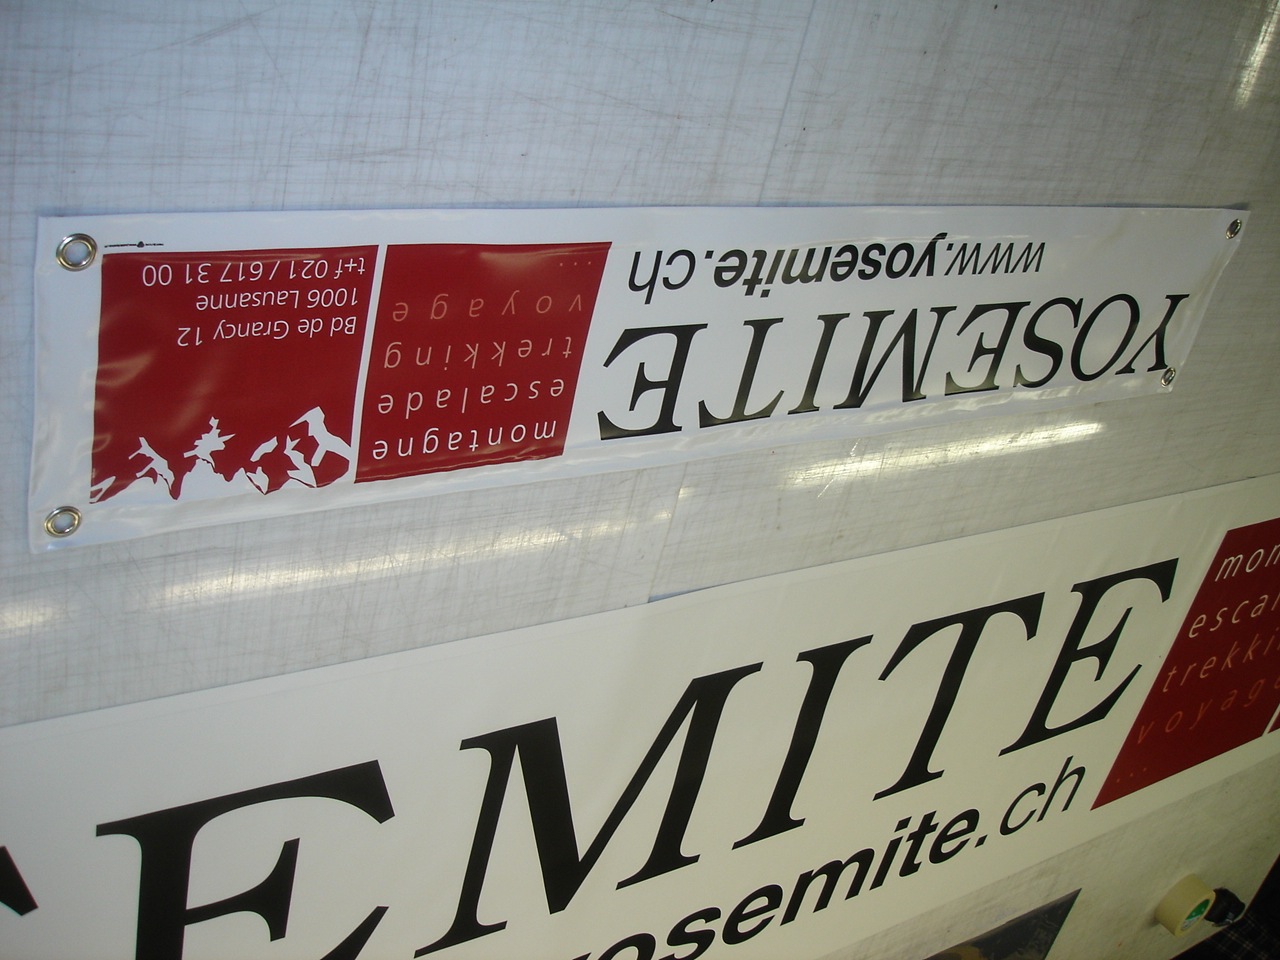 YOSEMITE
www.yosemite.ch
montagne
escalade
trekking
voyage
...
Bd de Grancy 12
1006 Lausanne
t+f 021 / 617 31 00
EMITE
yosemite.ch
mon
escal
trekki
voyage
...